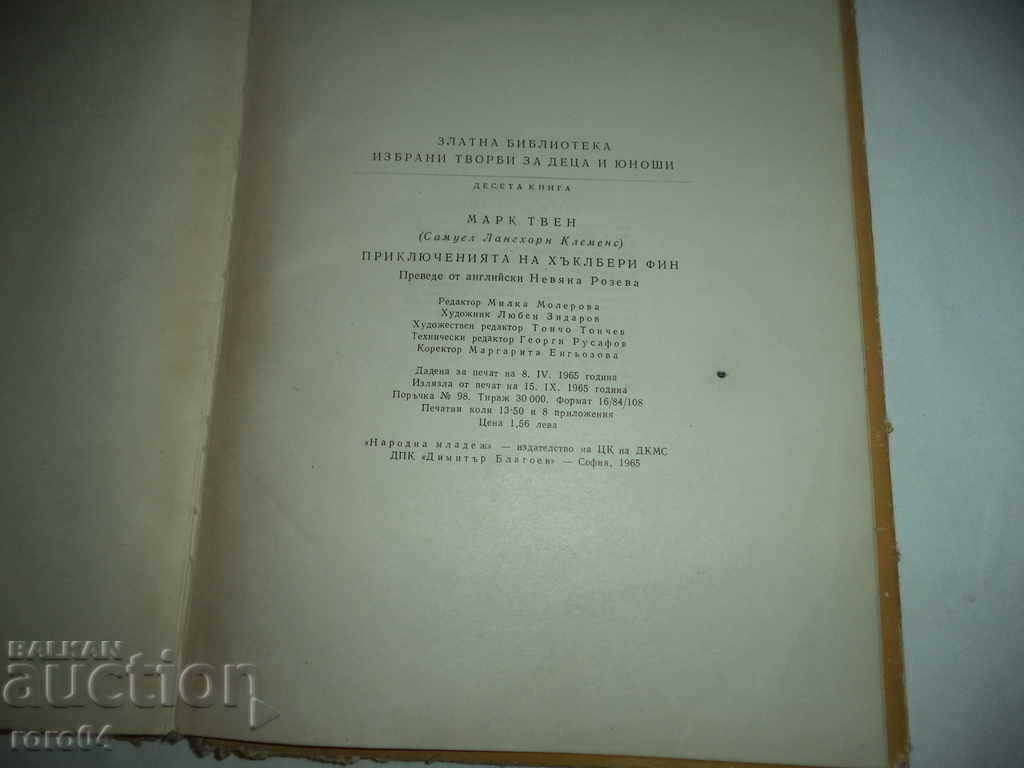 ЗЛАТНА БИБЛИОТЕКА
ИЗБРАНИ ТВОРБИ ЗА ДЕЦА И ЮНОШИ
ДЕСЕТА КНИГА
МАРК ТВЕН
(Самуел Лангхорн Клеменс)
ПРИКЛЮЧЕНИЯТА НА ХЪКЛБЕРИ ФИН
Преведе от английски Невяна Розева
Редактор Милка Молерова
Художник Любен Зидаров
Художествен редактор Тончо Тончев
Технически редактор Георги Русафов
Коректор Маргарита Енгьозова
Дадена за печат на 8. IV. 1965 година
Излязла от печат на 15. IX. 1965 година
Поръчка № 98. Тираж 30 000. Формат 16/84/108
Печатни коли 13·50 и 8 приложения
Цена 1,56 лева
«Народна младеж» — издателство на ЦК на ДКМС
ДПК «Димитър Благоев» — София, 1965
BALKAN
auction
roro04